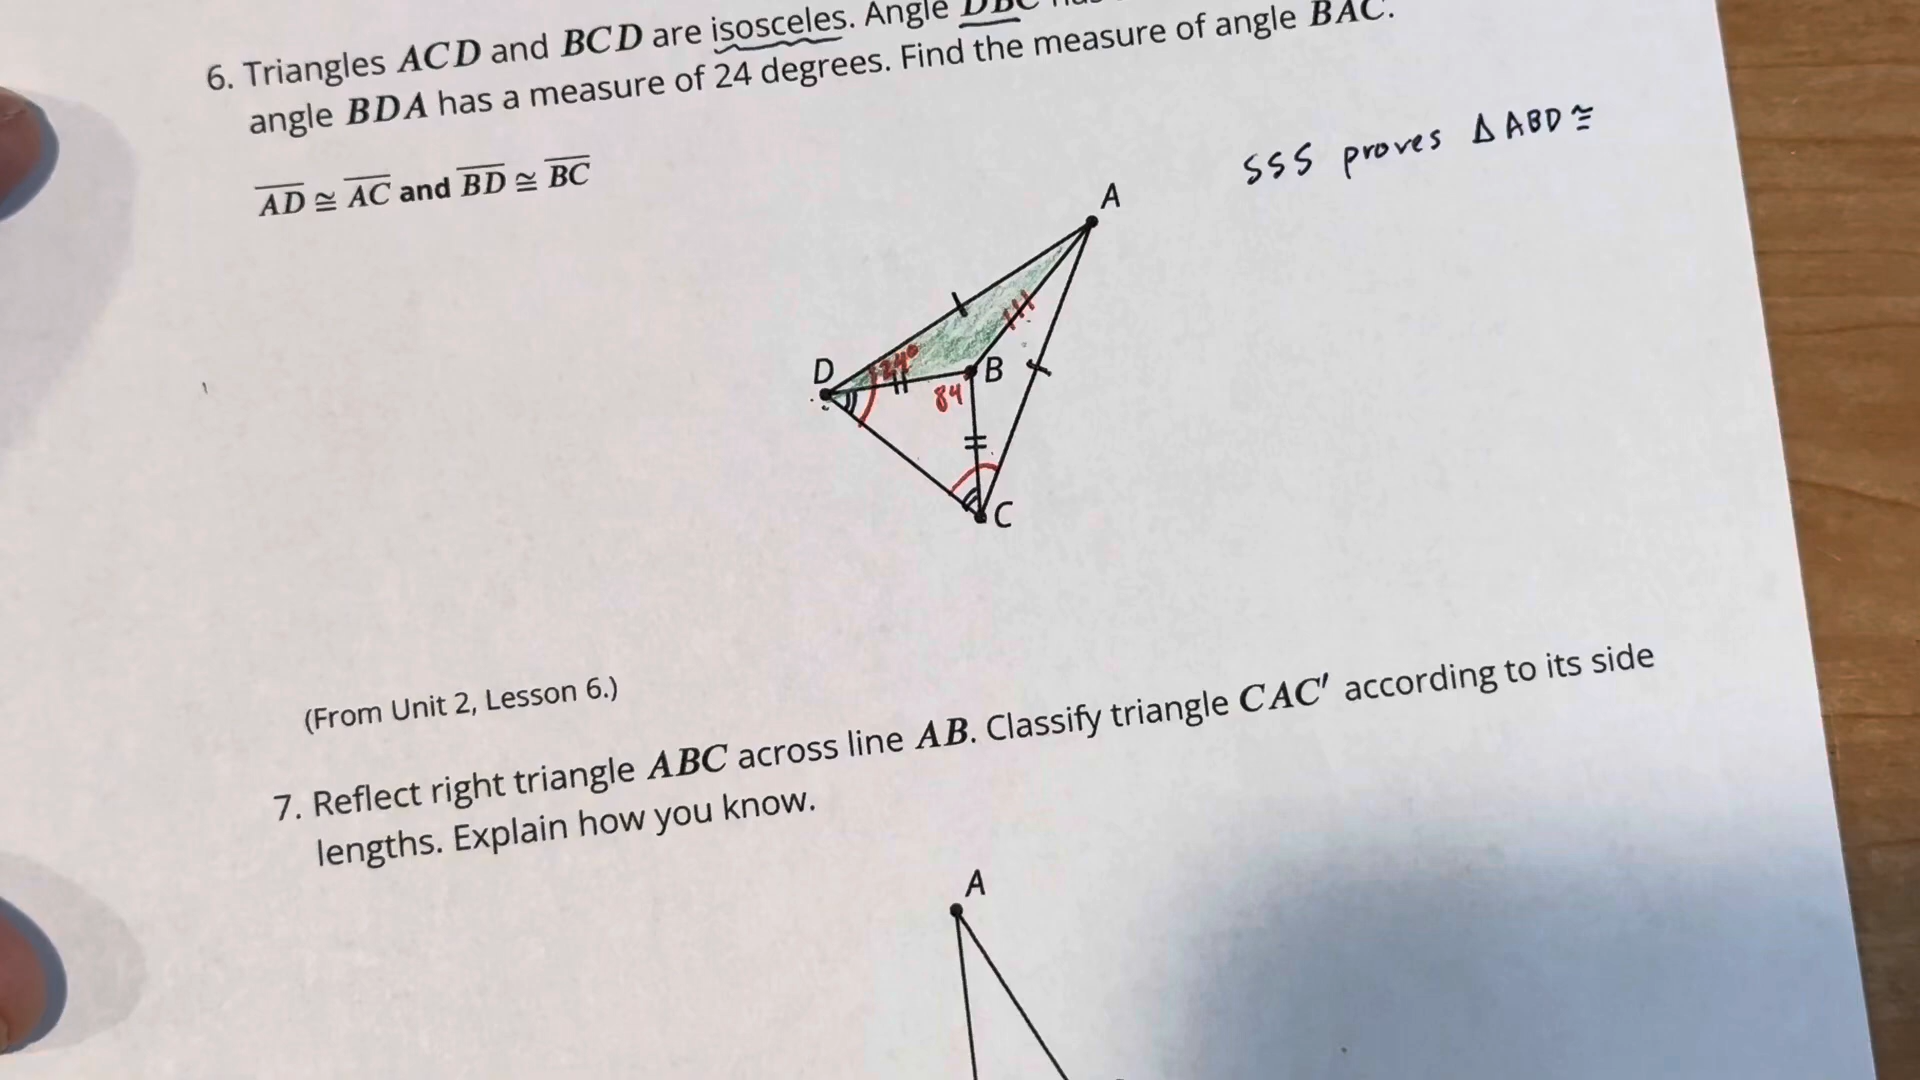 6. Triangles ACD and BCD are isosceles. Angle DBC
angle BDA has a measure of 24 degrees. Find the measure of angle BAC.
AD ≅ AC and BD ≅ BC
SSS proves Δ ABD ≅
A
D
24°
B
84
C
(From Unit 2, Lesson 6.)
7. Reflect right triangle ABC across line AB. Classify triangle CAC′ according to its side
lengths. Explain how you know.
A